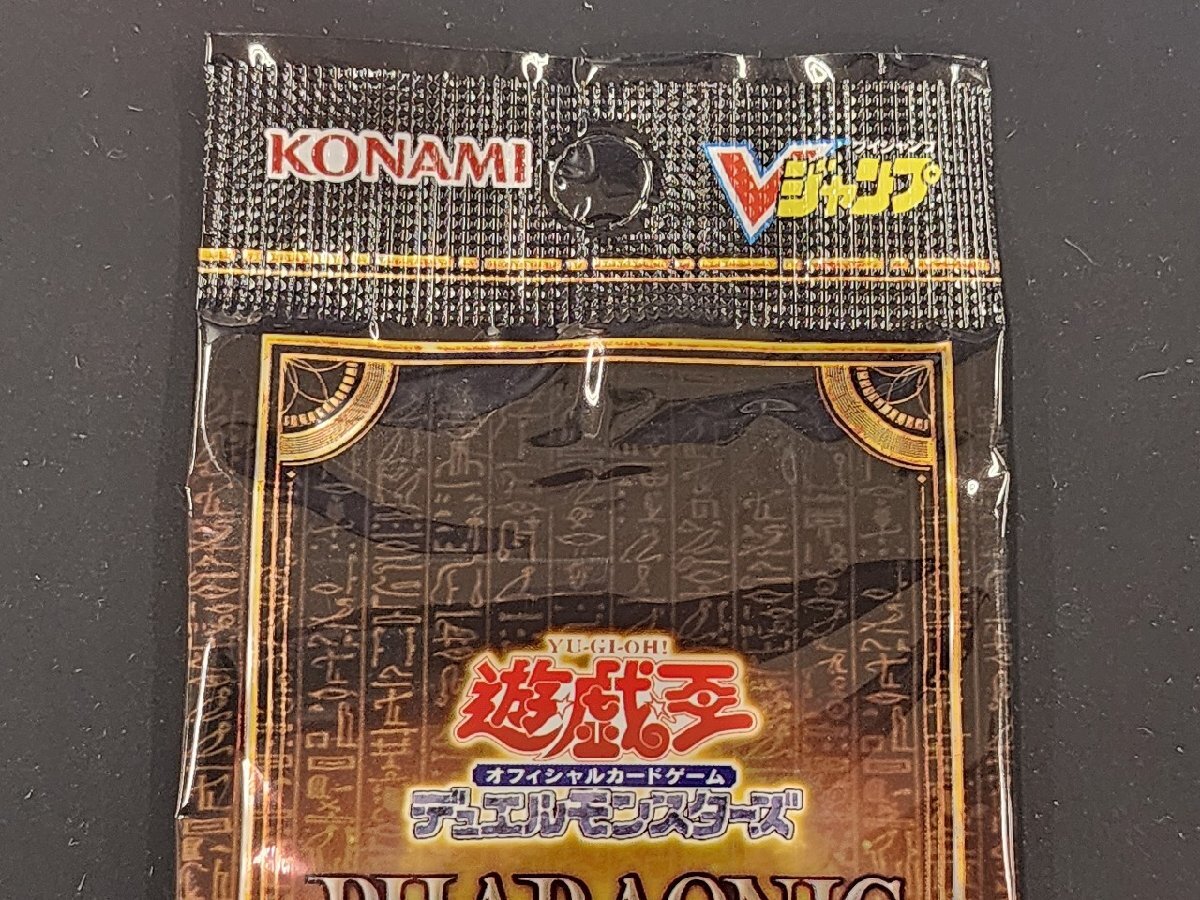 KONAMI
ブイジャンプ
Vジャンプ
YU-GI-OH!
遊戯王
オフィシャルカードゲーム
デュエルモンスターズ
PHARAONIC